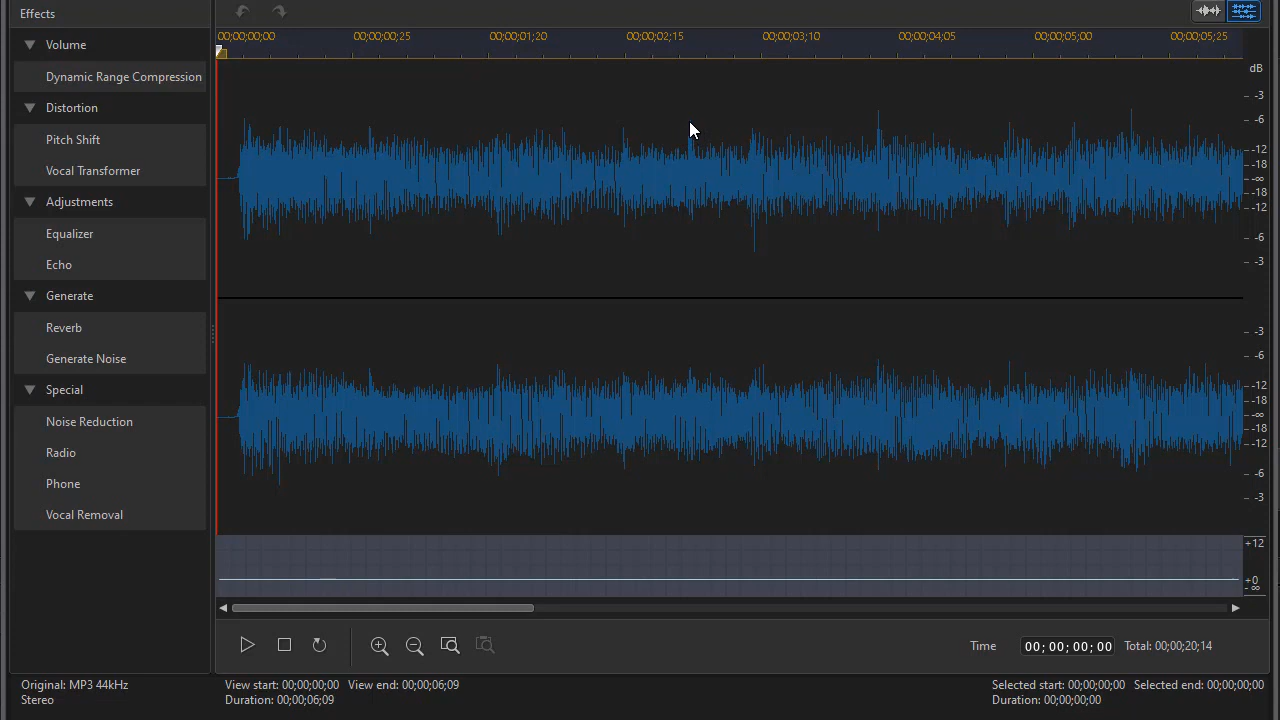 Effects
Volume
Dynamic Range Compression
Distortion
Pitch Shift
Vocal Transformer
Adjustments
Equalizer
Echo
Generate
Reverb
Generate Noise
Special
Noise Reduction
Radio
Phone
Vocal Removal
00;00;00;00 00;00;00;25 00;00;01;20 00;00;02;15 00;00;03;10 00;00;04;05 00;00;05;00 00;00;05;25
dB
-3
-6
-12
-18
-∞
-18
-12
-6
-3
-3
-6
-12
-18
-∞
-18
-12
-6
-3
+12
+0
-∞
Time 00; 00; 00; 00 Total: 00;00;20;14
Original: MP3 44kHz
Stereo
View start: 00;00;00;00 View end: 00;00;06;09
Duration: 00;00;06;09
Selected start: 00;00;00;00 Selected end: 00;00;00;00
Duration: 00;00;00;00